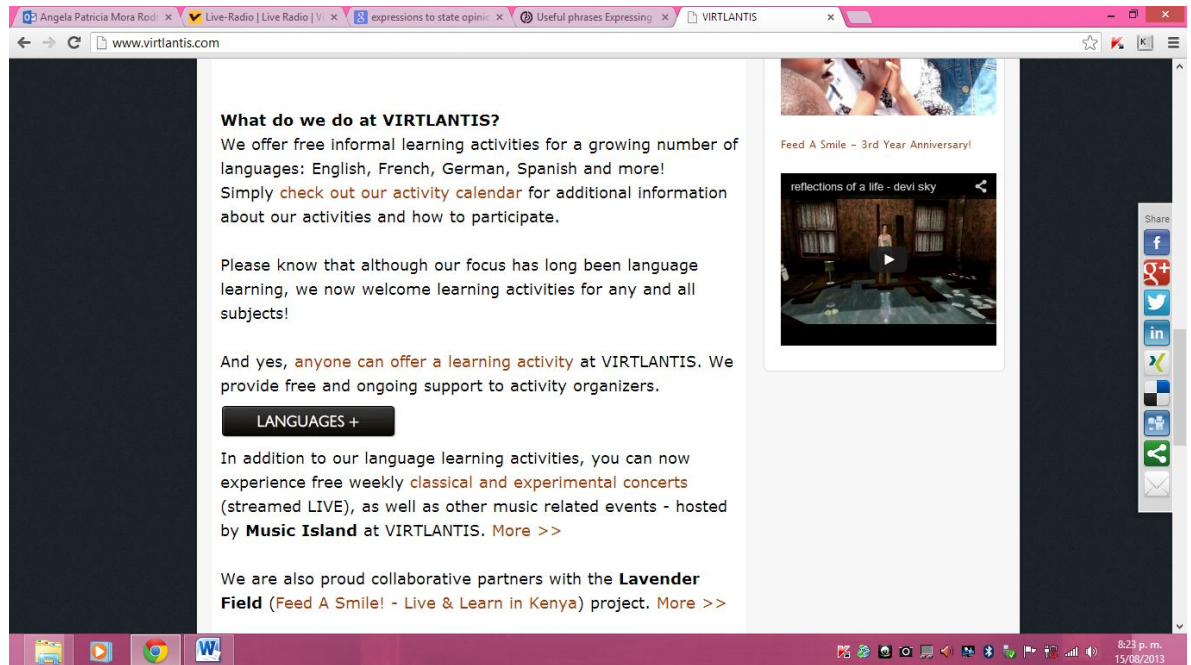 Angela Patricia Mora Rodr
Live-Radio | Live Radio | Vi
expressions to state opinic
Useful phrases Expressing
VIRTLANTIS
www.virtlantis.com
What do we do at VIRTLANTIS?
We offer free informal learning activities for a growing number of
languages: English, French, German, Spanish and more!
Simply check out our activity calendar for additional information
about our activities and how to participate.
Please know that although our focus has long been language
learning, we now welcome learning activities for any and all
subjects!
And yes, anyone can offer a learning activity at VIRTLANTIS. We
provide free and ongoing support to activity organizers.
LANGUAGES +
In addition to our language learning activities, you can now
experience free weekly classical and experimental concerts
(streamed LIVE), as well as other music related events - hosted
by Music Island at VIRTLANTIS. More >>
We are also proud collaborative partners with the Lavender
Field (Feed A Smile! - Live & Learn in Kenya) project. More >>
Feed A Smile - 3rd Year Anniversary!
reflections of a life - devi sky
Share
8:23 p. m.
15/08/2013